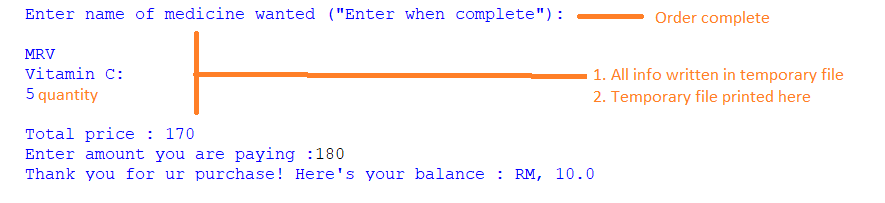 Enter name of medicine wanted ("Enter when complete"):
Order complete
MRV
Vitamin C:
5 quantity
1. All info written in temporary file
2. Temporary file printed here
Total price : 170
Enter amount you are paying :180
Thank you for ur purchase! Here's your balance : RM, 10.0